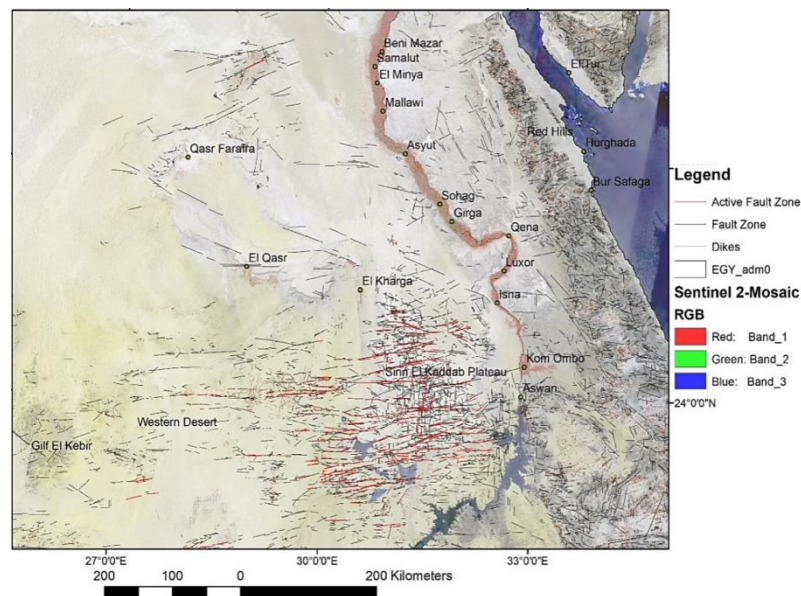 Beni Mazar
Samalut
El Minya
El Tur
Mallawi
Red Hills
Hurghada
Asyut
Qasr Farafra
Bur Safaga
Sohag
Girga
Qena
El Qasr
Luxor
El Kharga
Isna
Kom Ombo
Sinn El Kaddab Plateau
Aswan
Western Desert
Gilf El Kebir
Legend
Active Fault Zone
Fault Zone
Dikes
EGY_adm0
Sentinel 2-Mosaic
RGB
Red: Band_1
Green: Band_2
Blue: Band_3
24°0'0"N
27°0'0"E 30°0'0"E 33°0'0"E
200 100 0 200 Kilometers